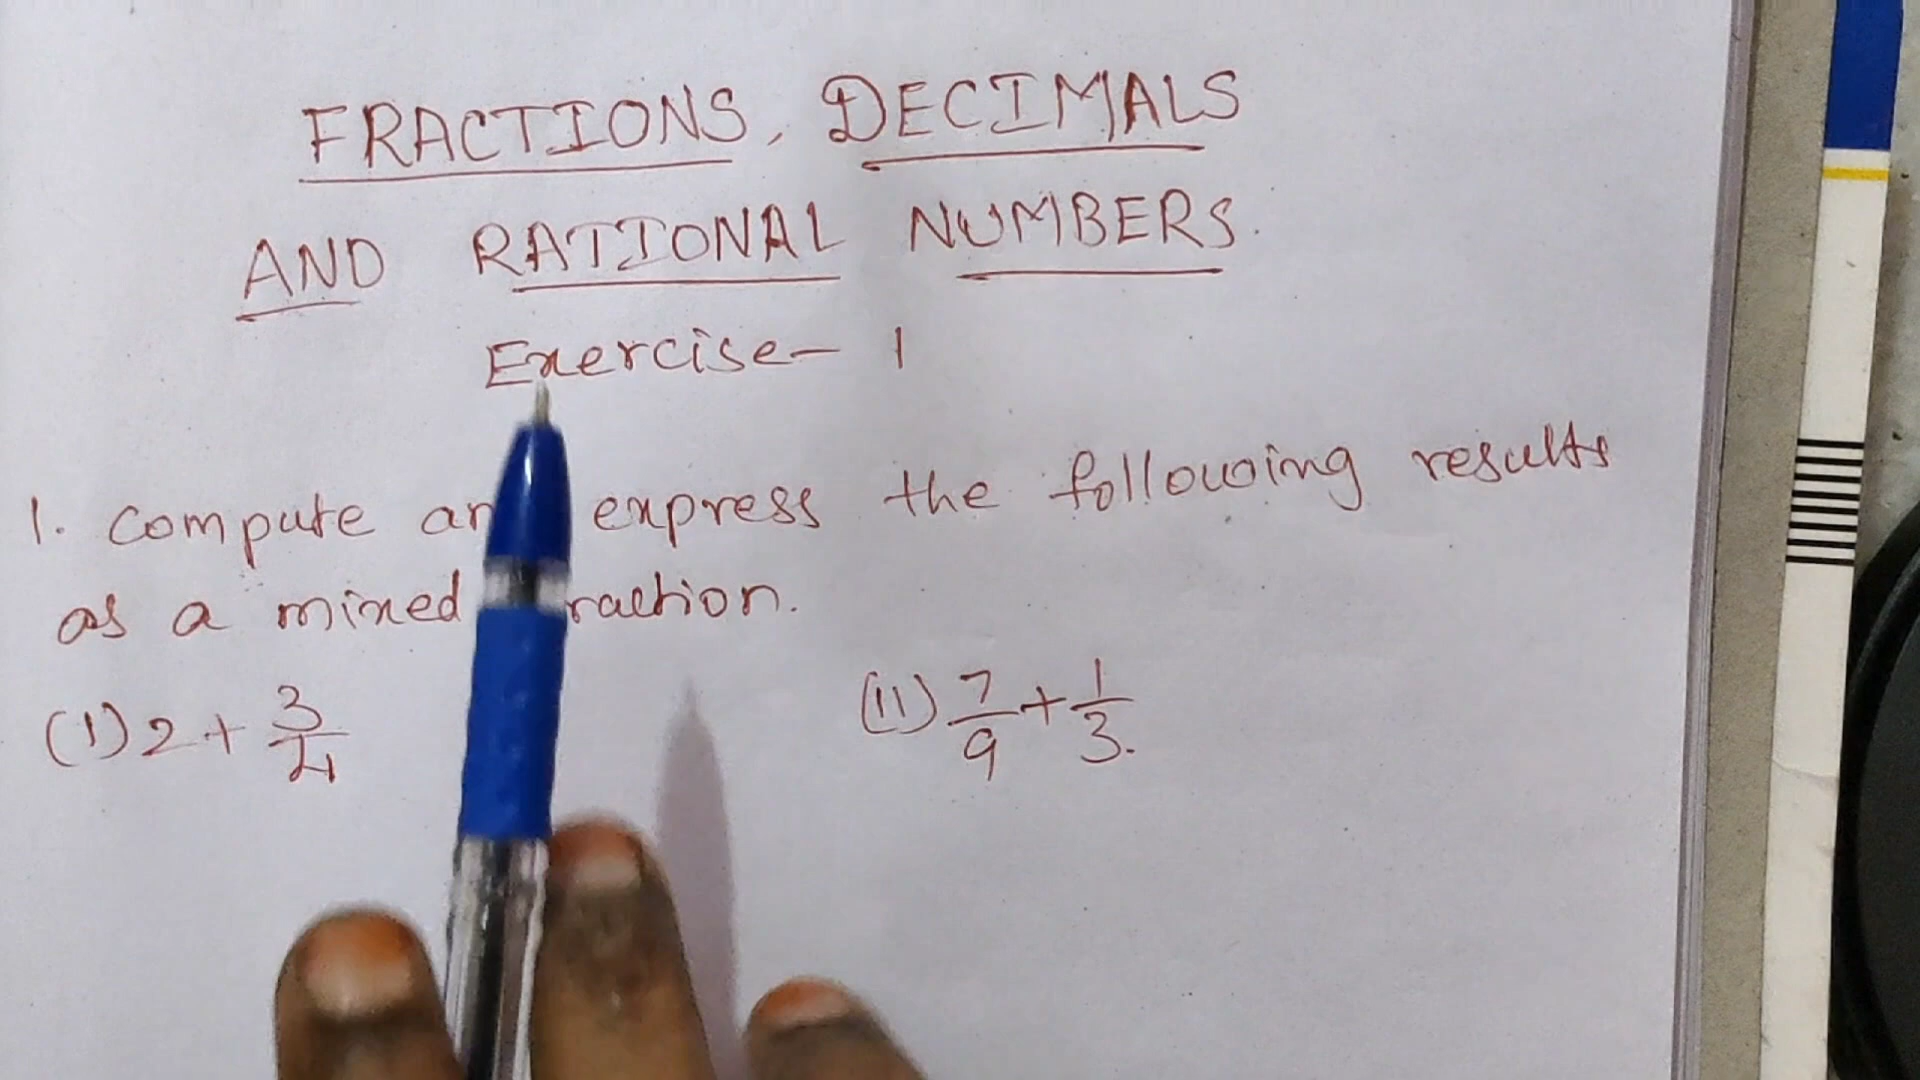 FRACTIONS, DECIMALS
AND RATIONAL NUMBERS.
Exercise - 1
1. Compute an express the following results
as a mixed raction.
(i) 2 + 3/4
(ii) 7/9 + 1/3.